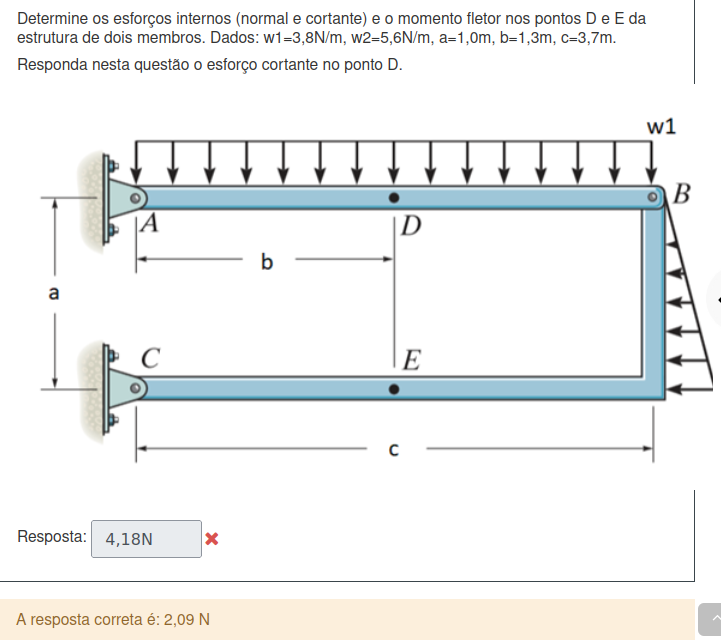 Determine os esforços internos (normal e cortante) e o momento fletor nos pontos D e E da
estrutura de dois membros. Dados: w1=3,8N/m, w2=5,6N/m, a=1,0m, b=1,3m, c=3,7m.
Responda nesta questão o esforço cortante no ponto D.
w1
B
A
D
b
a
C
E
c
Resposta: 4,18N
A resposta correta é: 2,09 N